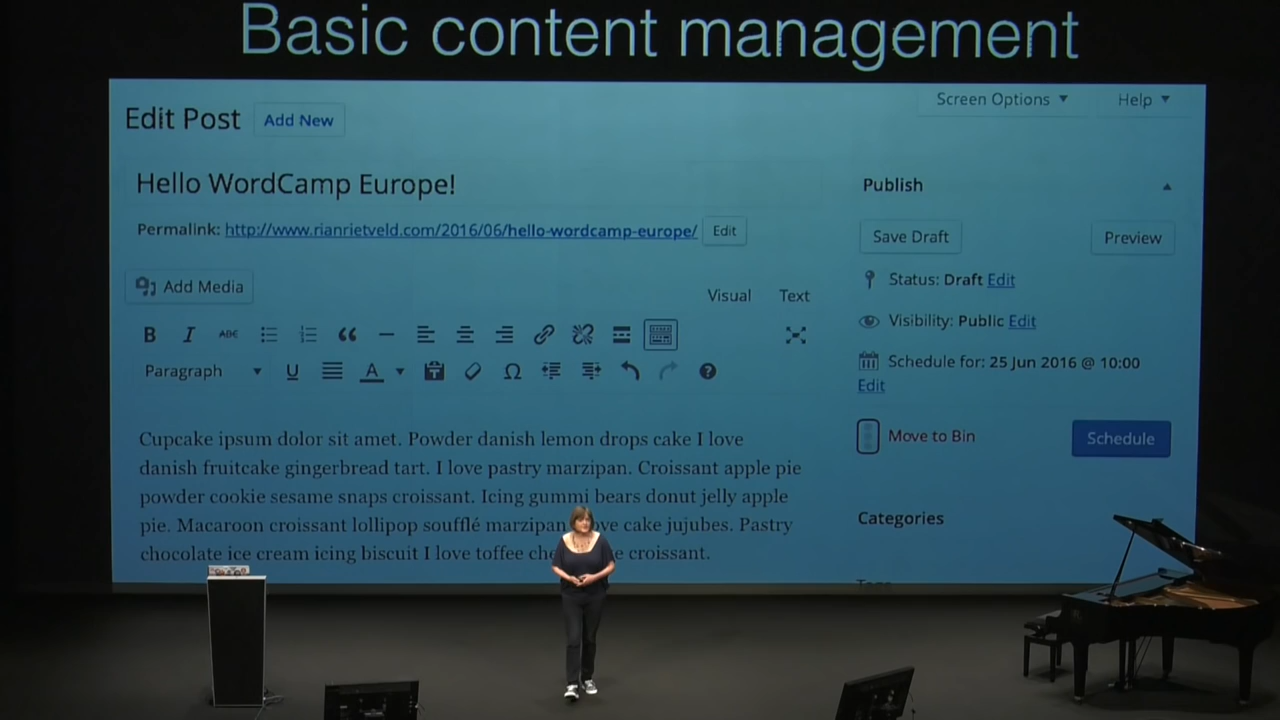 Basic content management
Screen Options Help
Edit Post Add New
Hello WordCamp Europe!
Publish
Permalink: http://www.rianrietveld.com/2016/06/hello-wordcamp-europe/ Edit
Save Draft Preview
Add Media
Visual Text
Status: Draft Edit
B I ABC
Visibility: Public Edit
Paragraph U A Ω ?
Schedule for: 25 Jun 2016 @ 10:00
Edit
Move to Bin Schedule
Cupcake ipsum dolor sit amet. Powder danish lemon drops cake I love
danish fruitcake gingerbread tart. I love pastry marzipan. Croissant apple pie
powder cookie sesame snaps croissant. Icing gummi bears donut jelly apple
pie. Macaroon croissant lollipop soufflé marzipan cake jujubes. Pastry
chocolate ice cream icing biscuit I love toffee croissant.
Categories